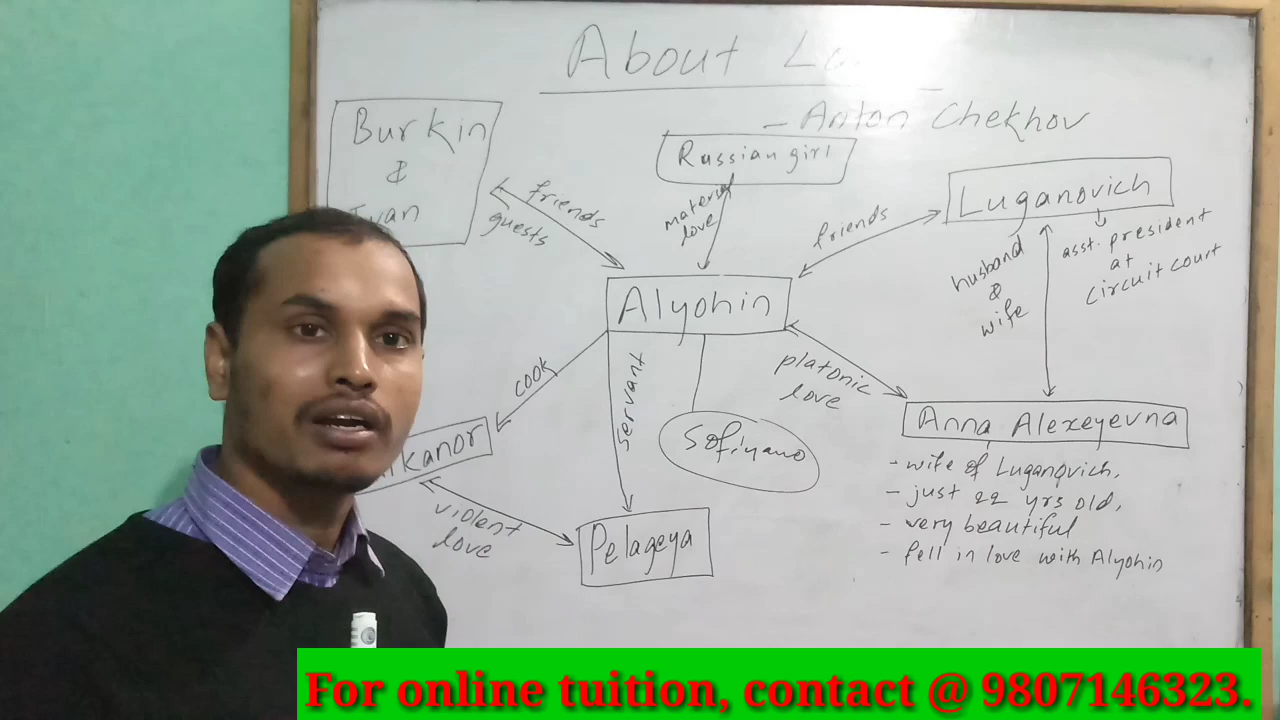 About
- Anton Chekhov
Burkin
&
Ivan
Russian girl
Luganovich
friends
guests
material
love
friends
husband
&
wife
asst. president
at
circuit court
Alyohin
cook
servant
Sofiyano
platonic
love
Anna Alexeyevna
- wife of Luganovich,
- just 22 yrs old,
- very beautiful
- fell in love with Alyohin
kanor
violent
love
Pelageya
For online tuition, contact @ 9807146323.